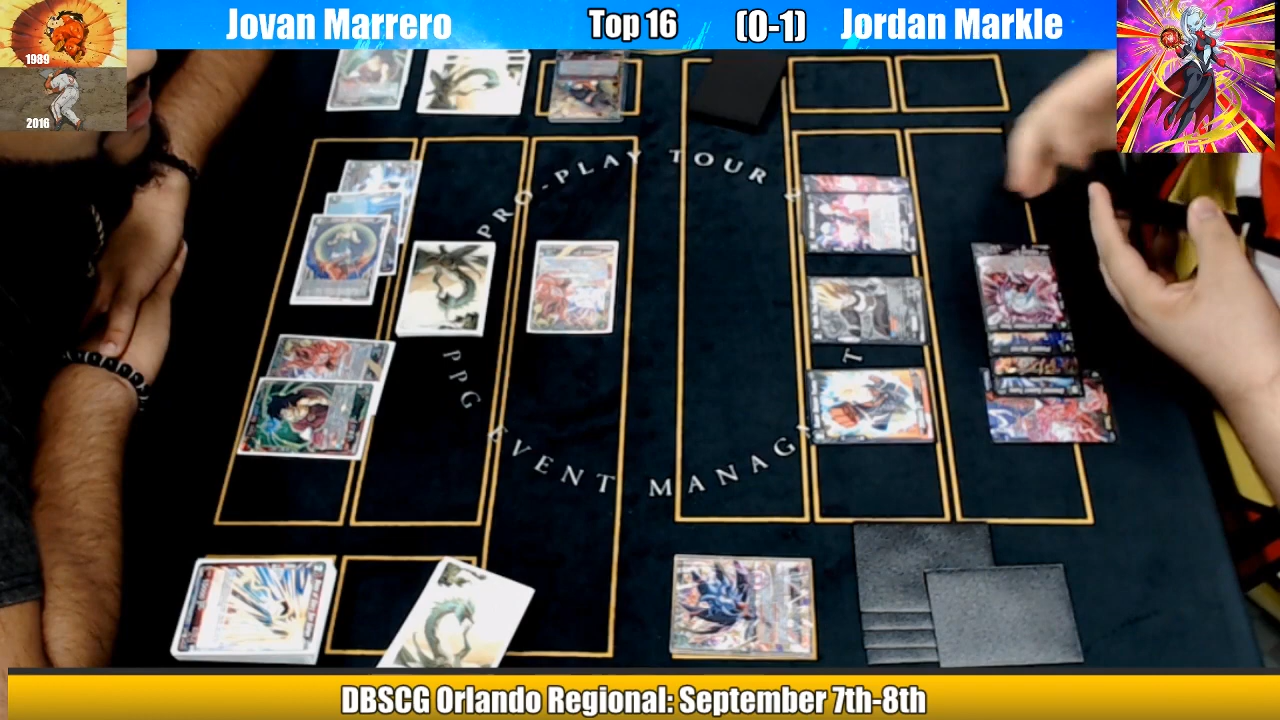 Jovan Marrero
Top 16
(0-1)
Jordan Markle
1989
2016
PRO-PLAY TOUR
PPG EVENT MANAG
T
DBSCG Orlando Regional: September 7th-8th